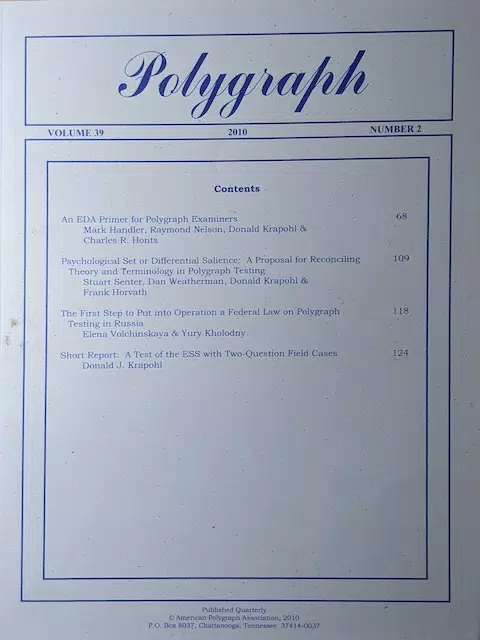 Polygraph
VOLUME 39 2010 NUMBER 2
Contents
An EDA Primer for Polygraph Examiners 68
Mark Handler, Raymond Nelson, Donald Krapohl &
Charles R. Honts
Psychological Set or Differential Salience: A Proposal for Reconciling 109
Theory and Terminology in Polygraph Testing
Stuart Senter, Dan Weatherman, Donald Krapohl &
Frank Horvath
The First Step to Put into Operation a Federal Law on Polygraph 118
Testing in Russia
Elena Volchinskaya & Yury Kholodny
Short Report: A Test of the ESS with Two-Question Field Cases 124
Donald J. Krapohl
Published Quarterly
© American Polygraph Association, 2010
P.O. Box 8037, Chattanooga, Tennessee 37414-0037